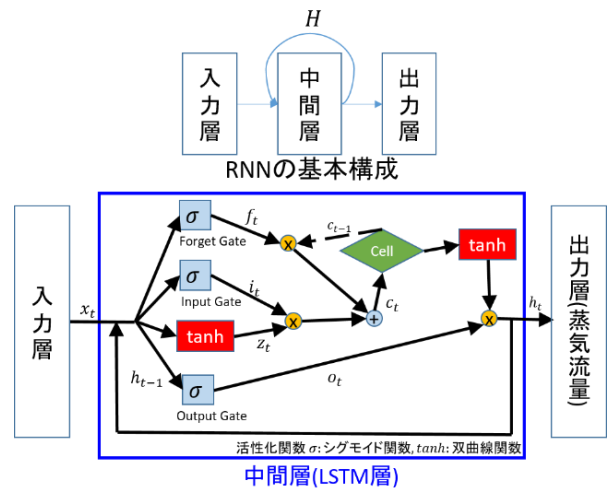 H
入力層
中間層
出力層
RNNの基本構成
入力層
x_t
h_{t-1}
σ
Forget Gate
f_t
σ
Input Gate
i_t
tanh
z_t
σ
Output Gate
o_t
x
c_{t-1}
Cell
tanh
x
+
c_t
x
h_t
出力層(蒸気流量)
活性化関数 σ: シグモイド関数, tanh: 双曲線関数
中間層(LSTM層)